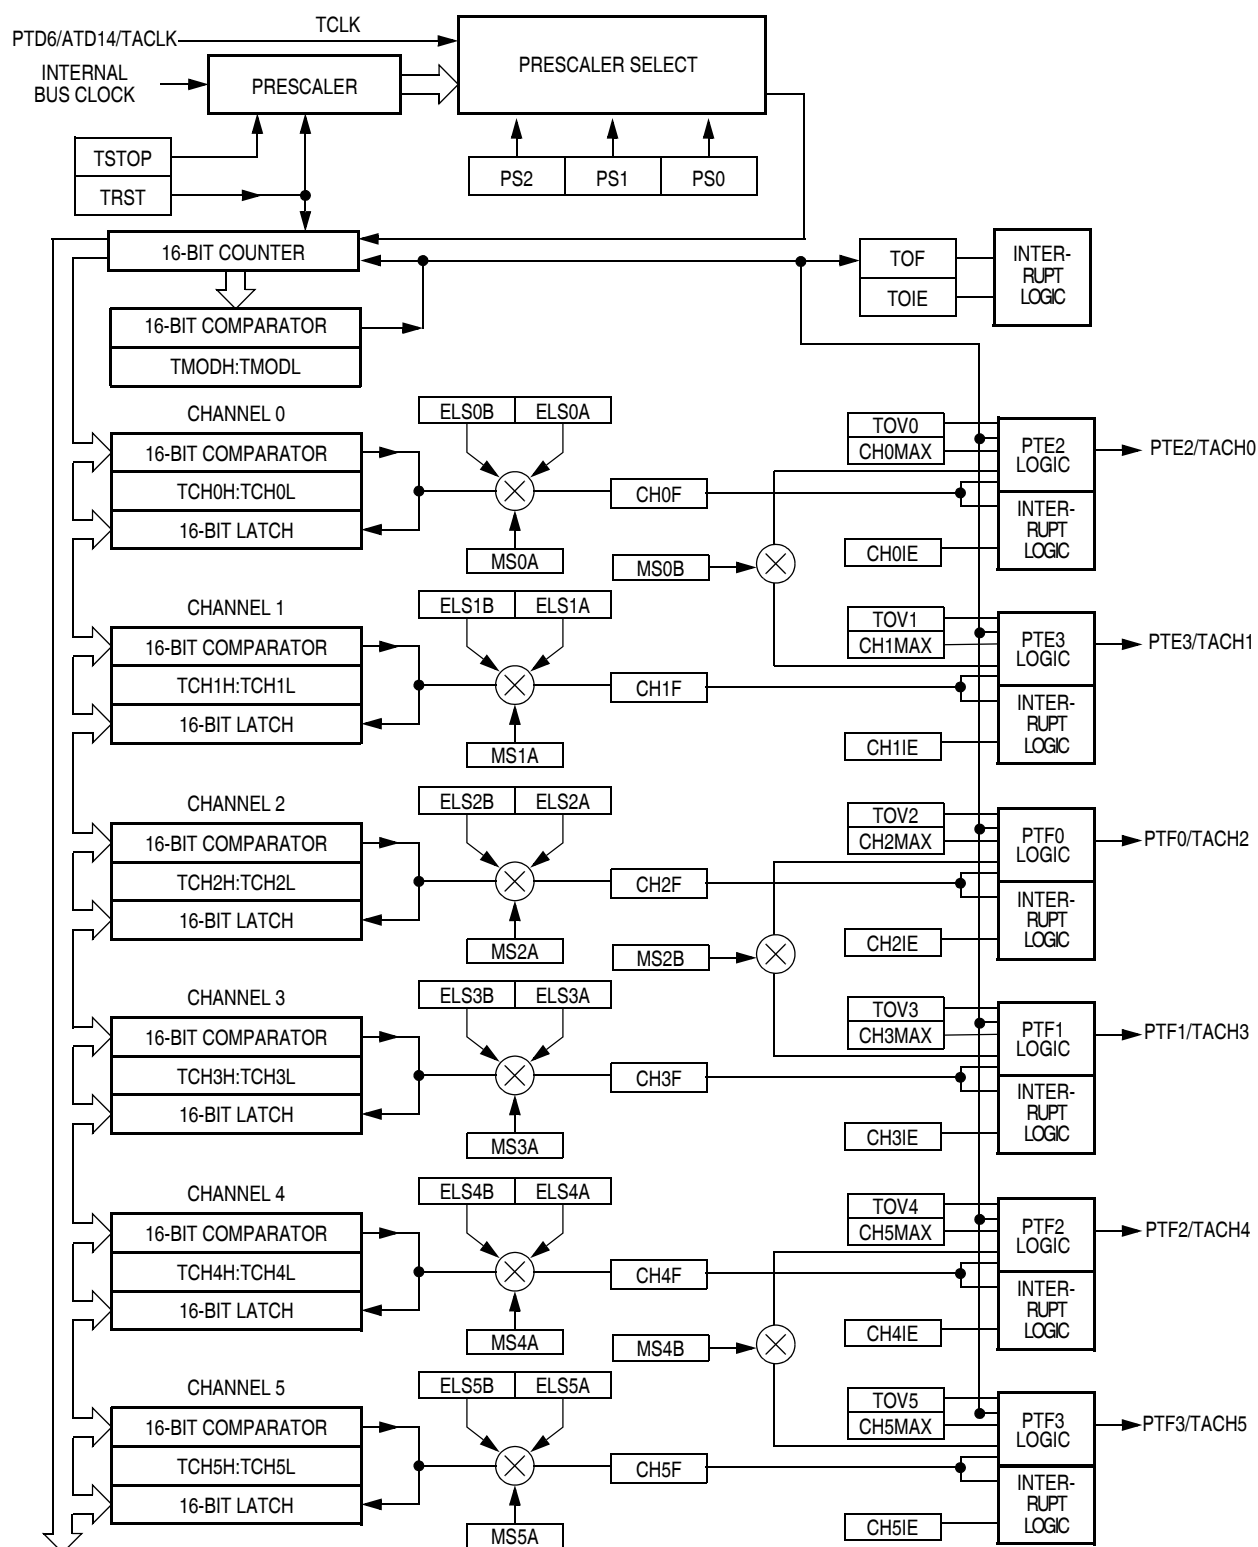 PTD6/ATD14/TACLK
TCLK
INTERNAL
BUS CLOCK
PRESCALER
PRESCALER SELECT
TSTOP
TRST
PS2
PS1
PS0
16-BIT COUNTER
TOF
TOIE
INTER-
RUPT
LOGIC
16-BIT COMPARATOR
TMODH:TMODL
CHANNEL 0
16-BIT COMPARATOR
TCH0H:TCH0L
16-BIT LATCH
ELS0B
ELS0A
MS0A
CH0F
MS0B
TOV0
CH0MAX
CH0IE
PTE2
LOGIC
INTER-
RUPT
LOGIC
PTE2/TACH0
CHANNEL 1
16-BIT COMPARATOR
TCH1H:TCH1L
16-BIT LATCH
ELS1B
ELS1A
MS1A
CH1F
TOV1
CH1MAX
CH1IE
PTE3
LOGIC
INTER-
RUPT
LOGIC
PTE3/TACH1
CHANNEL 2
16-BIT COMPARATOR
TCH2H:TCH2L
16-BIT LATCH
ELS2B
ELS2A
MS2A
CH2F
MS2B
TOV2
CH2MAX
CH2IE
PTF0
LOGIC
INTER-
RUPT
LOGIC
PTF0/TACH2
CHANNEL 3
16-BIT COMPARATOR
TCH3H:TCH3L
16-BIT LATCH
ELS3B
ELS3A
MS3A
CH3F
TOV3
CH3MAX
CH3IE
PTF1
LOGIC
INTER-
RUPT
LOGIC
PTF1/TACH3
CHANNEL 4
16-BIT COMPARATOR
TCH4H:TCH4L
16-BIT LATCH
ELS4B
ELS4A
MS4A
CH4F
MS4B
TOV4
CH5MAX
CH4IE
PTF2
LOGIC
INTER-
RUPT
LOGIC
PTF2/TACH4
CHANNEL 5
16-BIT COMPARATOR
TCH5H:TCH5L
16-BIT LATCH
ELS5B
ELS5A
MS5A
CH5F
TOV5
CH5MAX
CH5IE
PTF3
LOGIC
INTER-
RUPT
LOGIC
PTF3/TACH5